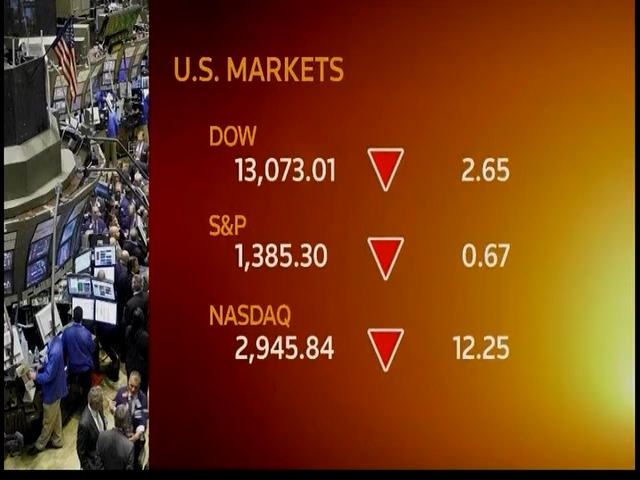 U.S. MARKETS
DOW
13,073.01 2.65
S&P
1,385.30 0.67
NASDAQ
2,945.84 12.25